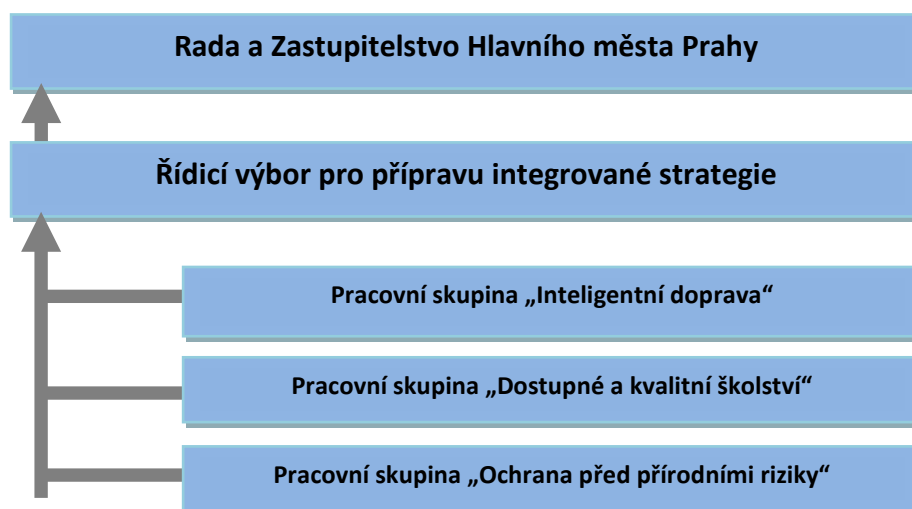 Rada a Zastupitelstvo Hlavního města Prahy
Řídicí výbor pro přípravu integrované strategie
Pracovní skupina „Inteligentní doprava“
Pracovní skupina „Dostupné a kvalitní školství“
Pracovní skupina „Ochrana před přírodními riziky“